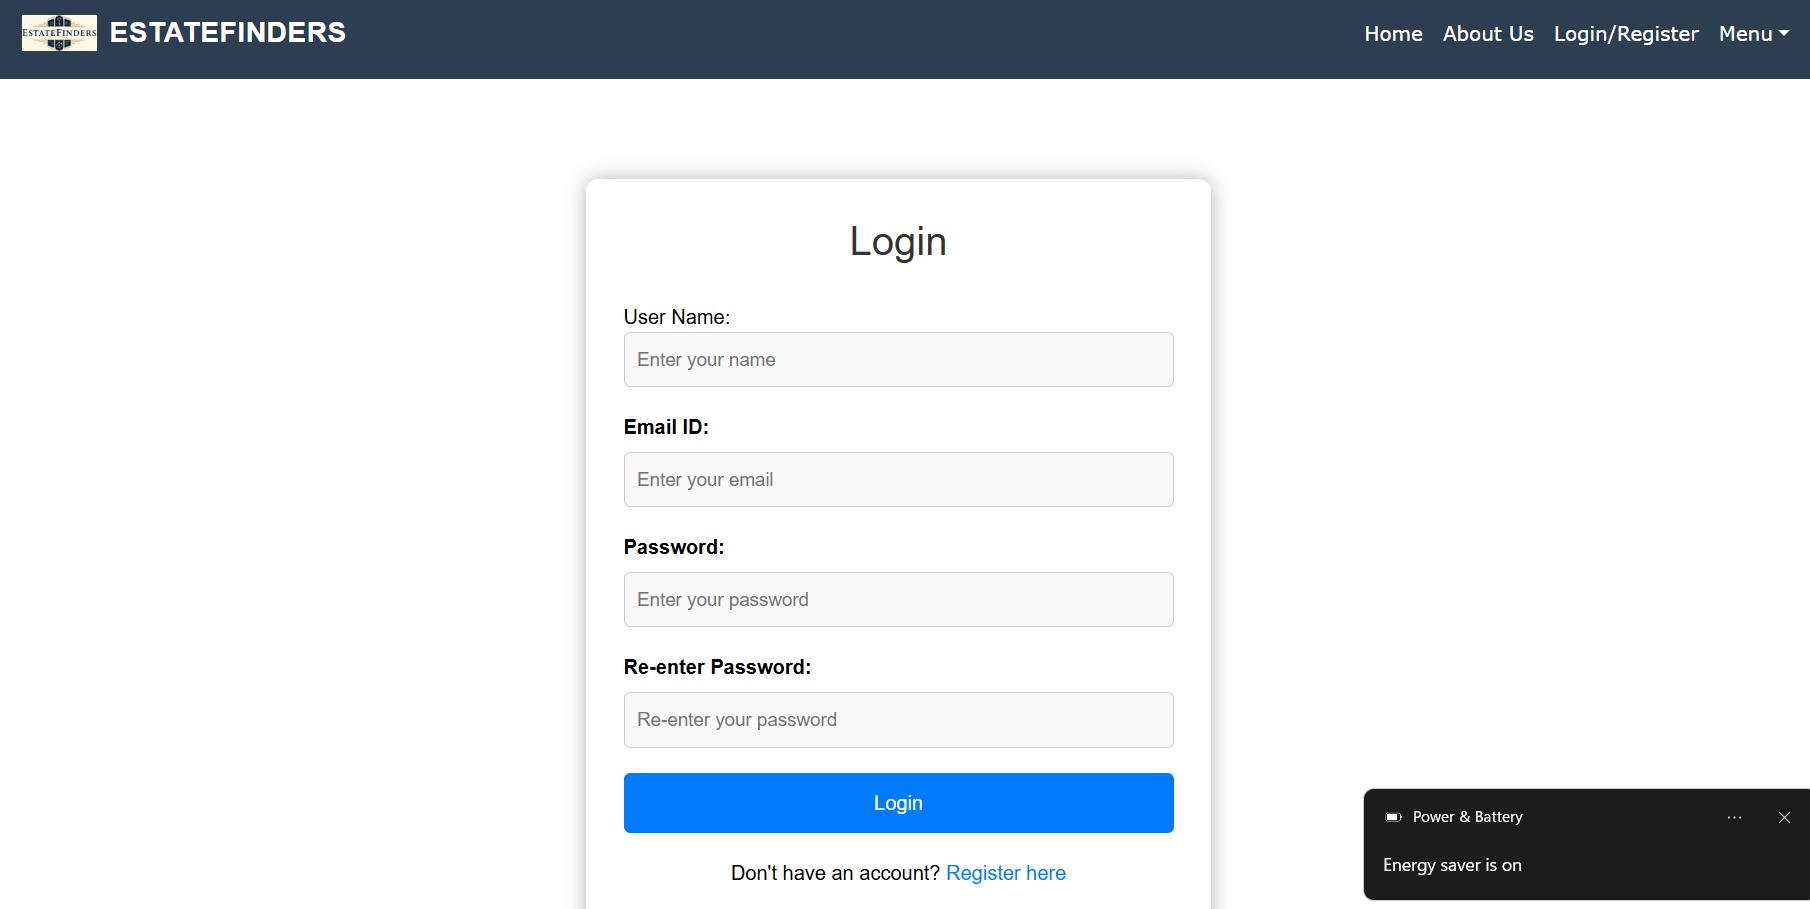 ESTATEFINDERS
ESTATEFINDERS
Home About Us Login/Register Menu
Login
User Name:
Enter your name
Email ID:
Enter your email
Password:
Enter your password
Re-enter Password:
Re-enter your password
Login
Don't have an account? Register here
Power & Battery
Energy saver is on